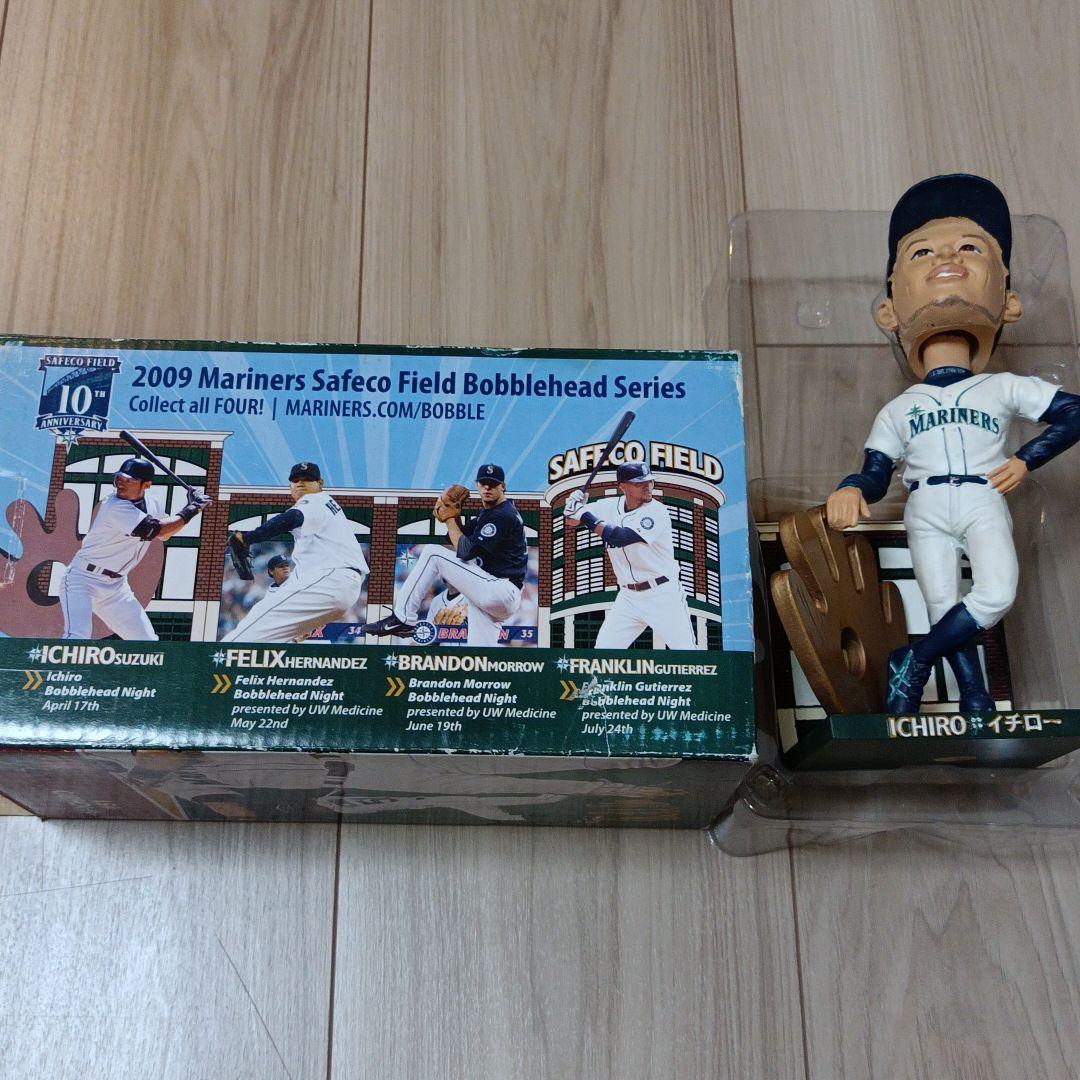 SAFECO FIELD
10TH
ANNIVERSARY
2009 Mariners Safeco Field Bobblehead Series
Collect all FOUR! | MARINERS.COM/BOBBLE
SAFECO FIELD
S
S
34
BRA
N
35
ICHIRO SUZUKI
Ichiro
Bobblehead Night
April 17th
FELIX HERNANDEZ
Felix Hernandez
Bobblehead Night
presented by UW Medicine
May 22nd
BRANDON MORROW
Brandon Morrow
Bobblehead Night
presented by UW Medicine
June 19th
FRANKLIN GUTIERREZ
Franklin Gutierrez
Bobblehead Night
presented by UW Medicine
July 24th
MARINERS
ICHIRO イチロー